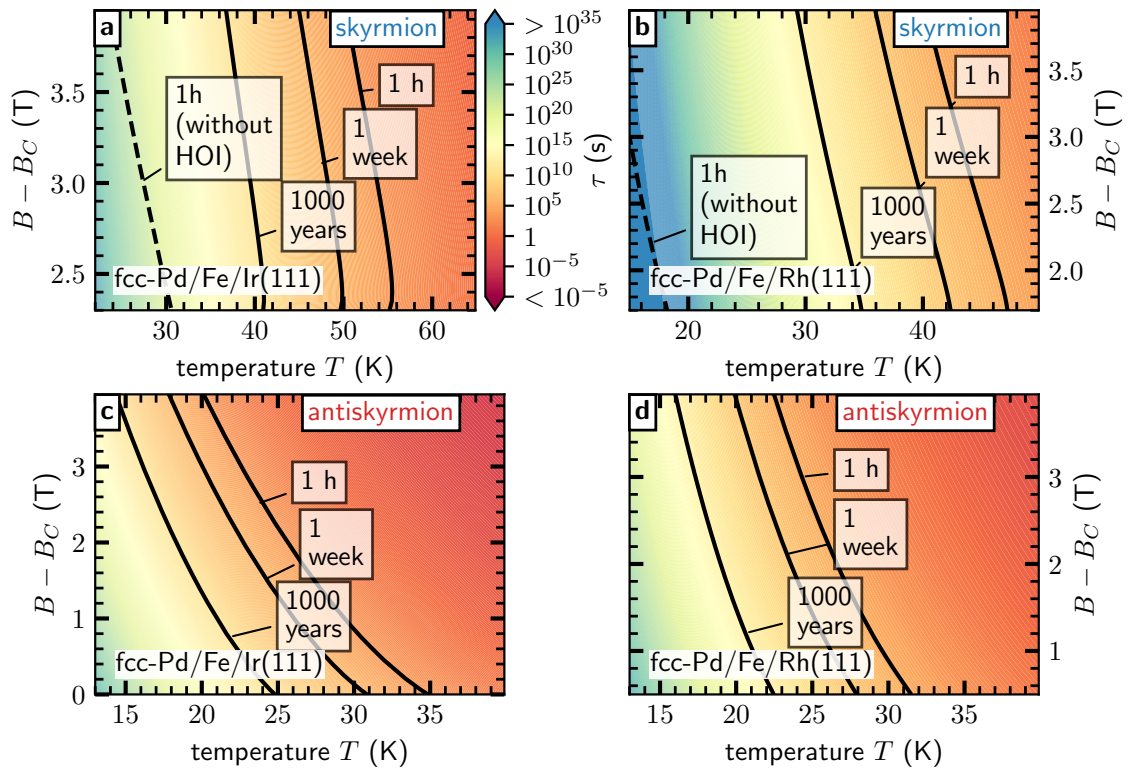 a
skyrmion
1h
(without
HOI)
1 h
1
week
1000
years
fcc-Pd/Fe/Ir(111)
B − B_C (T)
3.5
3.0
2.5
30
40
50
60
temperature T (K)
> 10^35
10^30
10^25
10^20
10^15
10^10
10^5
1
10^−5
< 10^−5
τ (s)
b
skyrmion
1 h
1
week
1h
(without
HOI)
1000
years
fcc-Pd/Fe/Rh(111)
3.5
3.0
2.5
2.0
B − B_C (T)
20
30
40
temperature T (K)
c
antiskyrmion
1 h
1
week
1000
years
fcc-Pd/Fe/Ir(111)
B − B_C (T)
3
2
1
0
15
20
25
30
35
temperature T (K)
d
antiskyrmion
1 h
1
week
1000
years
fcc-Pd/Fe/Rh(111)
3
2
1
B − B_C (T)
15
20
25
30
35
temperature T (K)